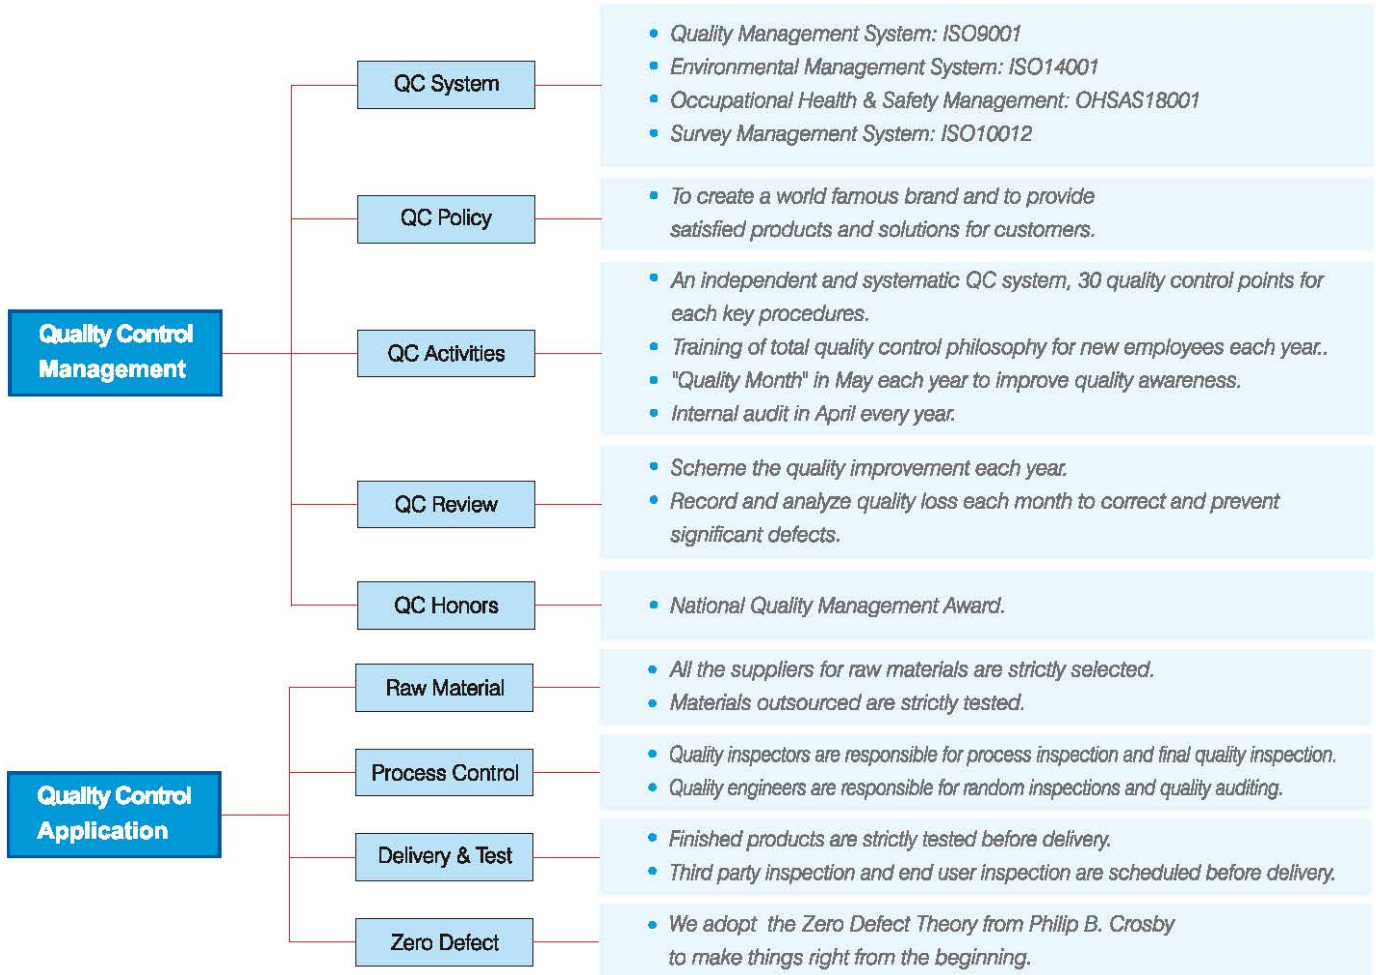 Quality Control
Management
QC System
• Quality Management System: ISO9001
• Environmental Management System: ISO14001
• Occupational Health & Safety Management: OHSAS18001
• Survey Management System: ISO10012
QC Policy
• To create a world famous brand and to provide
satisfied products and solutions for customers.
QC Activities
• An independent and systematic QC system, 30 quality control points for
each key procedures.
• Training of total quality control philosophy for new employees each year..
• "Quality Month" in May each year to improve quality awareness.
• Internal audit in April every year.
QC Review
• Scheme the quality improvement each year.
• Record and analyze quality loss each month to correct and prevent
significant defects.
QC Honors
• National Quality Management Award.
Quality Control
Application
Raw Material
• All the suppliers for raw materials are strictly selected.
• Materials outsourced are strictly tested.
Process Control
• Quality inspectors are responsible for process inspection and final quality inspection.
• Quality engineers are responsible for random inspections and quality auditing.
Delivery & Test
• Finished products are strictly tested before delivery.
• Third party inspection and end user inspection are scheduled before delivery.
Zero Defect
• We adopt the Zero Defect Theory from Philip B. Crosby
to make things right from the beginning.